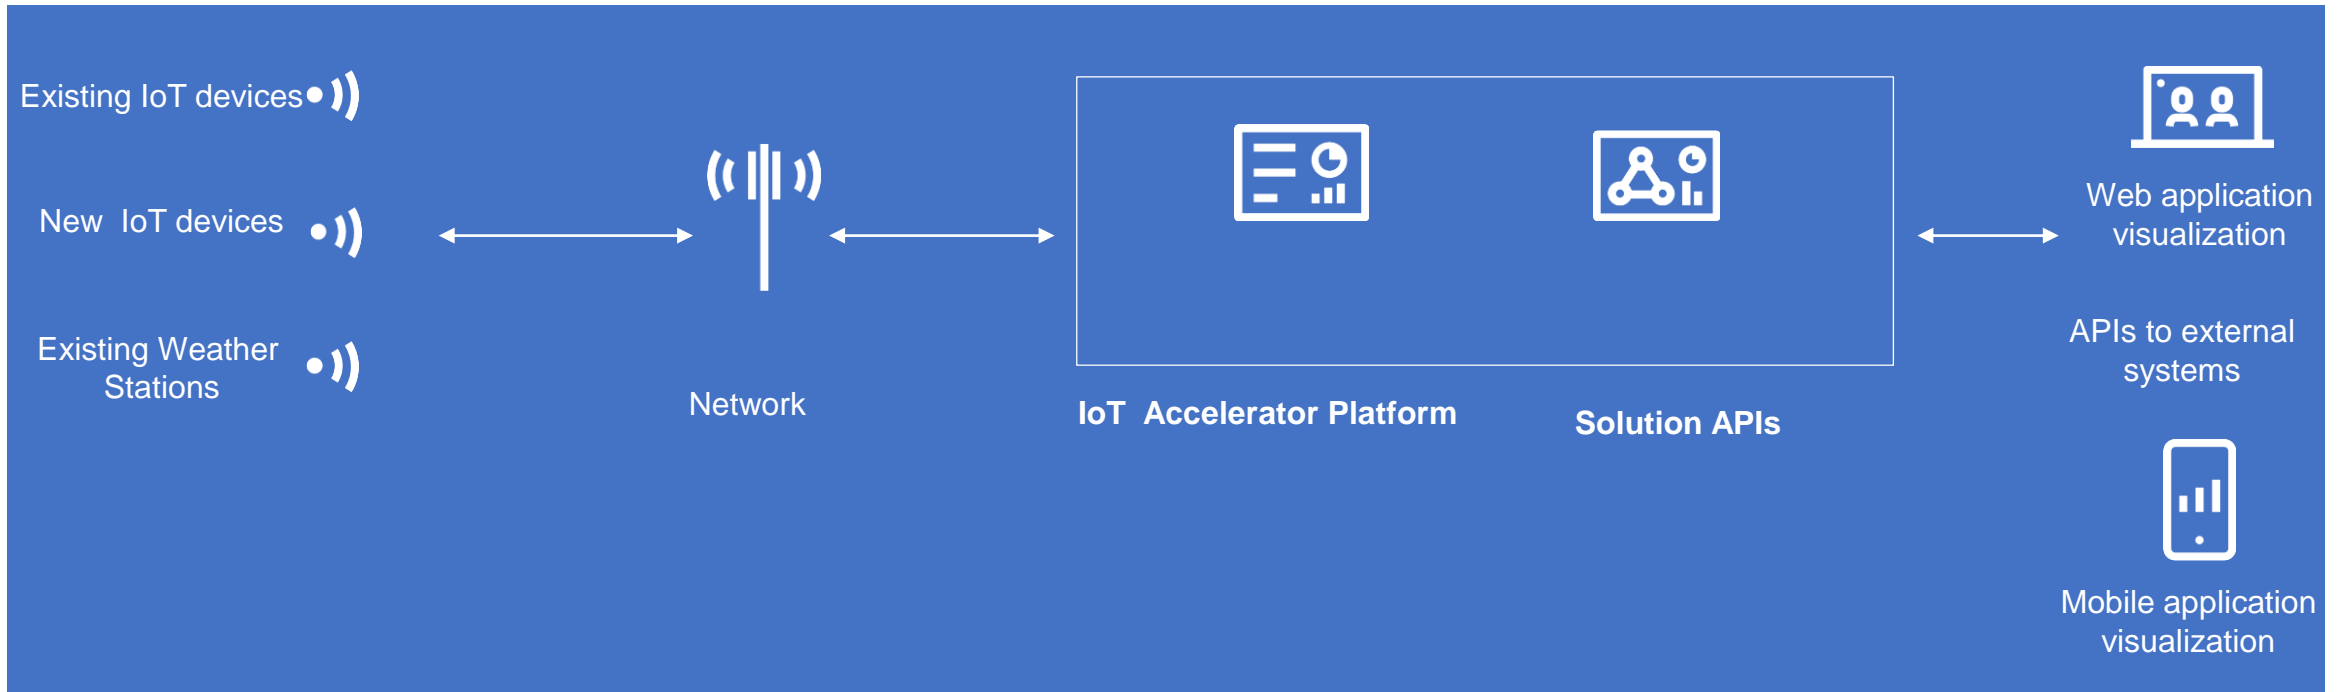 Existing IoT devices
New  IoT devices
Existing Weather
Stations
Network
IoT  Accelerator Platform
Solution APIs
Web application
visualization
APIs to external
systems
Mobile application
visualization